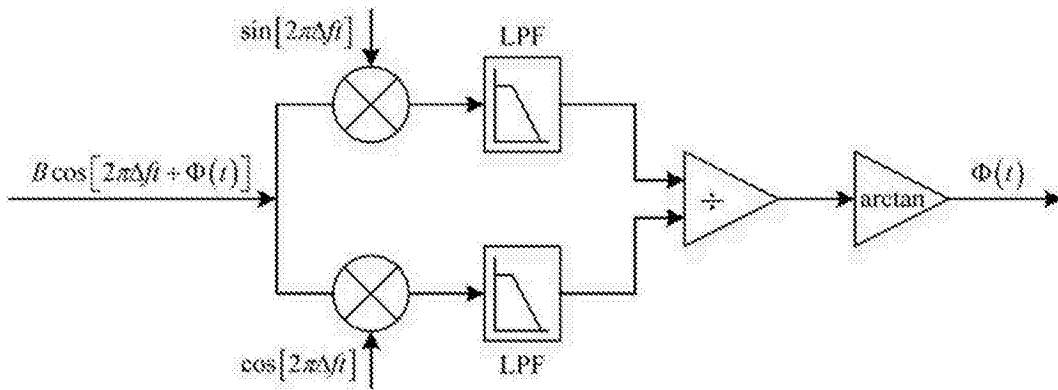 sin[2πΔft]
LPF
B cos[2πΔft + Φ(t)]
÷
arctan
Φ(t)
cos[2πΔft]
LPF